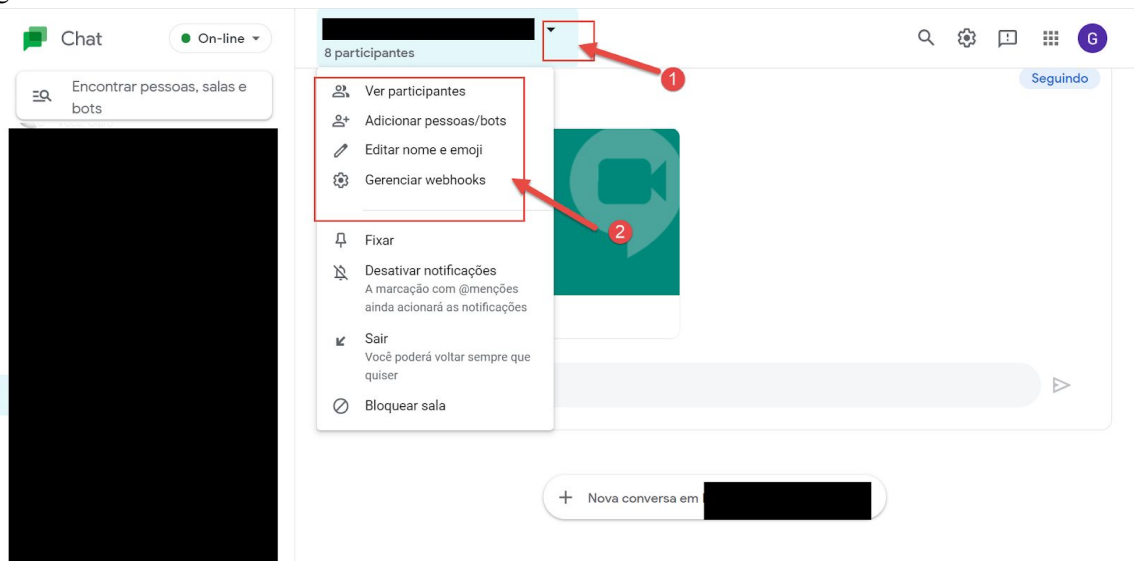 Chat
On-line
8 participantes
G
Encontrar pessoas, salas e
bots
1
Seguindo
Ver participantes
Adicionar pessoas/bots
Editar nome e emoji
Gerenciar webhooks
2
Fixar
Desativar notificações
A marcação com @menções
ainda acionará as notificações
Sair
Você poderá voltar sempre que
quiser
Bloquear sala
+ Nova conversa em